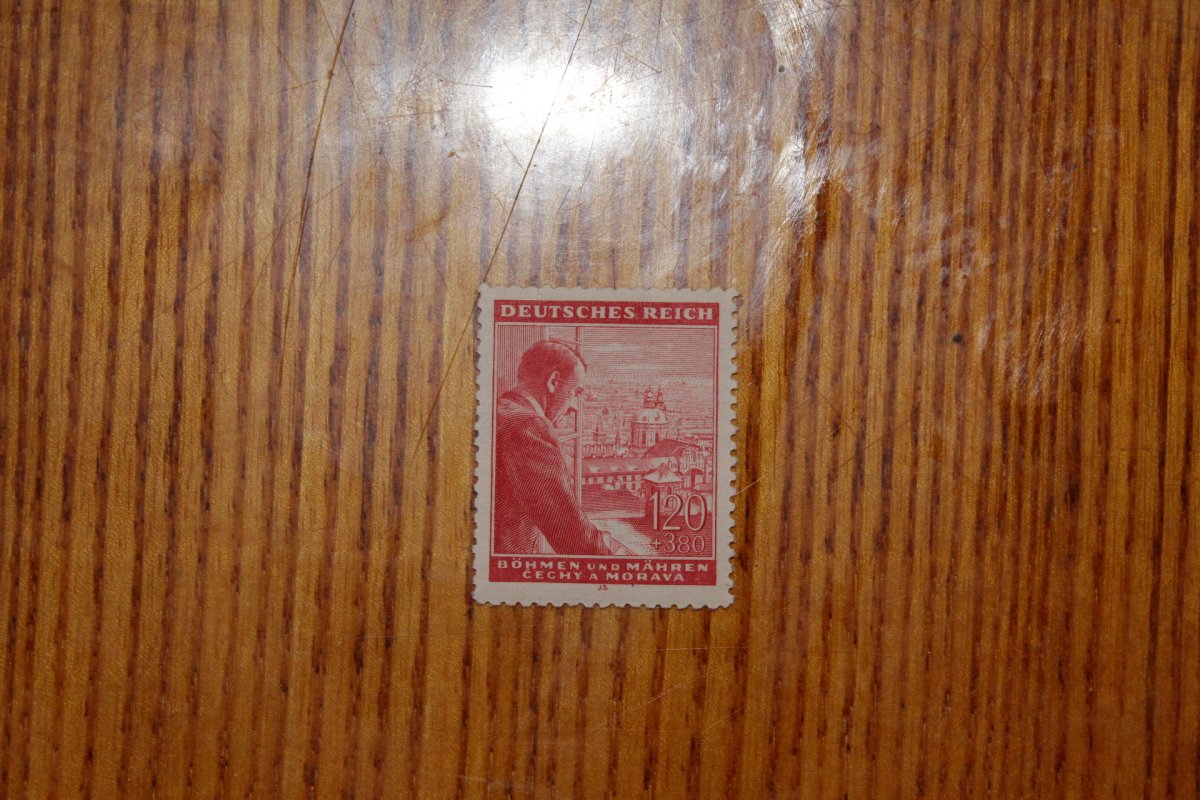 DEUTSCHES REICH
120
+380
BÖHMEN UND MÄHREN
ČECHY A MORAVA
J.S.